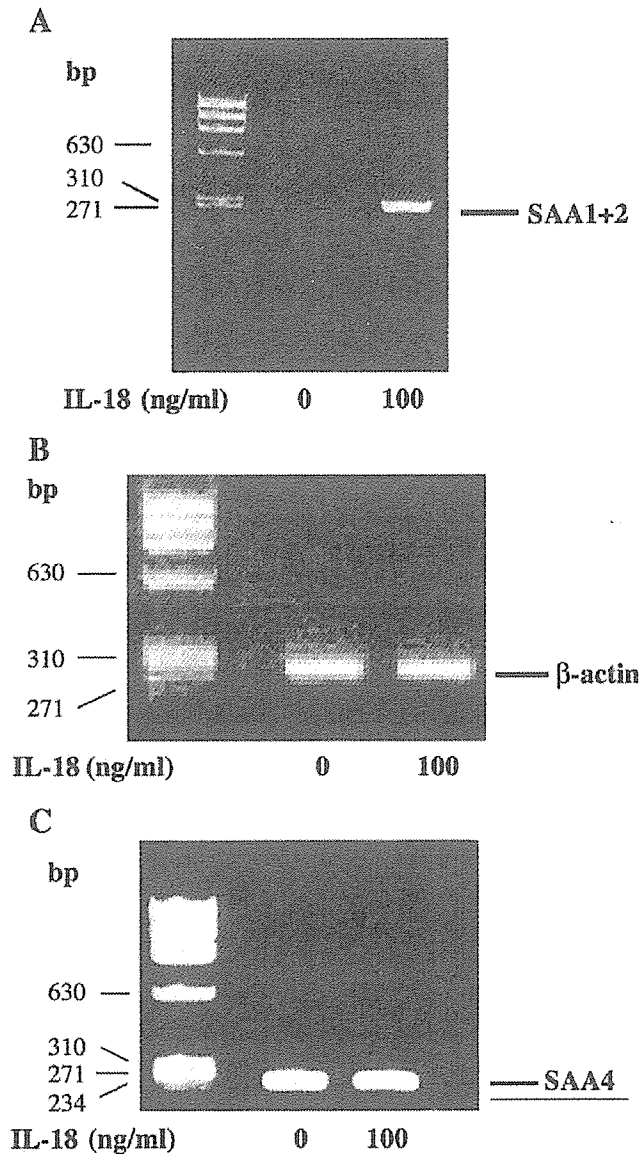 A
bp
630
310
271
SAA1+2
IL-18 (ng/ml) 0 100
B
bp
630
310
271
β-actin
IL-18 (ng/ml) 0 100
C
bp
630
310
271
234
SAA4
IL-18 (ng/ml) 0 100